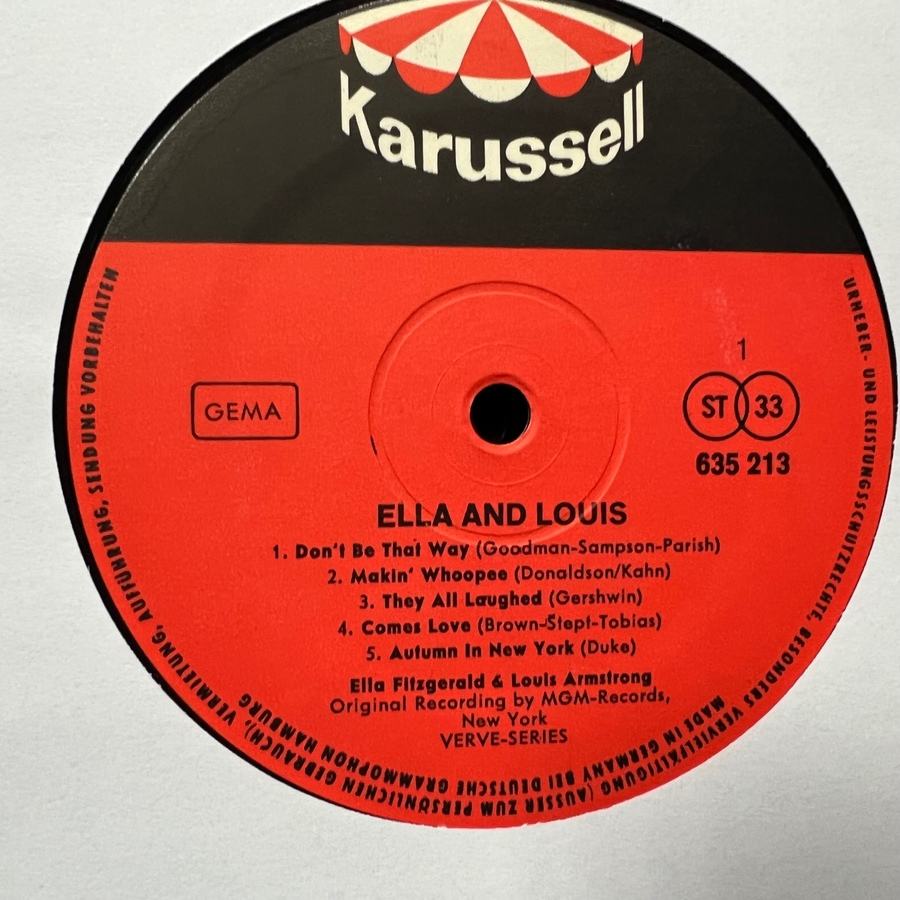 Karussell
GEMA
1
ST 33
635 213
ELLA AND LOUIS
1. Don't Be That Way (Goodman-Sampson-Parish)
2. Makin' Whoopee (Donaldson/Kahn)
3. They All Laughed (Gershwin)
4. Comes Love (Brown-Stept-Tobias)
5. Autumn In New York (Duke)
Ella Fitzgerald & Louis Armstrong
Original Recording by MGM-Records,
New York
VERVE-SERIES
URHEBER- UND LEISTUNGSSCHUTZRECHTE, BESONDERS VERVIELFÄLTIGUNG (AUSSER ZUM PERSÖNLICHEN GEBRAUCH), VERMIETUNG, AUFFÜHRUNG, SENDUNG VORBEHALTEN
MADE IN GERMANY BEI DEUTSCHE GRAMMOPHON HAMBURG